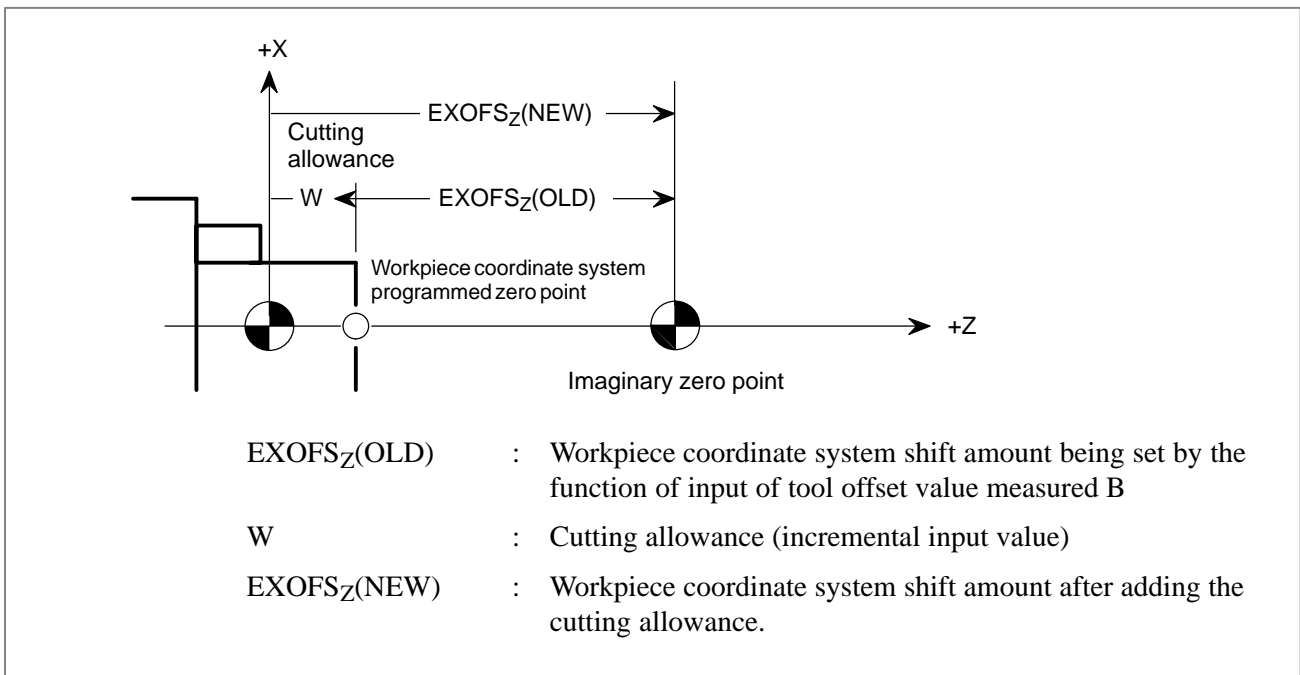 +X
EXOFSZ(NEW)
Cutting
allowance
W
EXOFSZ(OLD)
Workpiece coordinate system
programmed zero point
+Z
Imaginary zero point
EXOFSZ(OLD) : Workpiece coordinate system shift amount being set by the
function of input of tool offset value measured B
W : Cutting allowance (incremental input value)
EXOFSZ(NEW) : Workpiece coordinate system shift amount after adding the
cutting allowance.